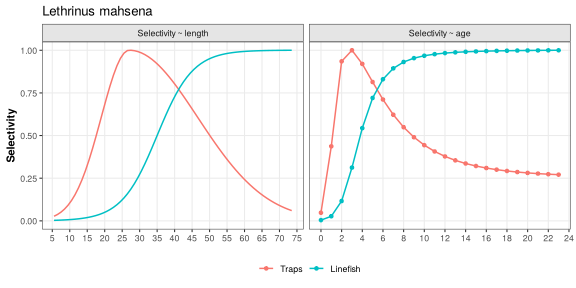 Lethrinus mahsena
Selectivity ~ length
Selectivity ~ age
Selectivity
1.00
0.75
0.50
0.25
0.00
5 10 15 20 25 30 35 40 45 50 55 60 65 70 75
0 2 4 6 8 10 12 14 16 18 20 22 24
Traps Linefish